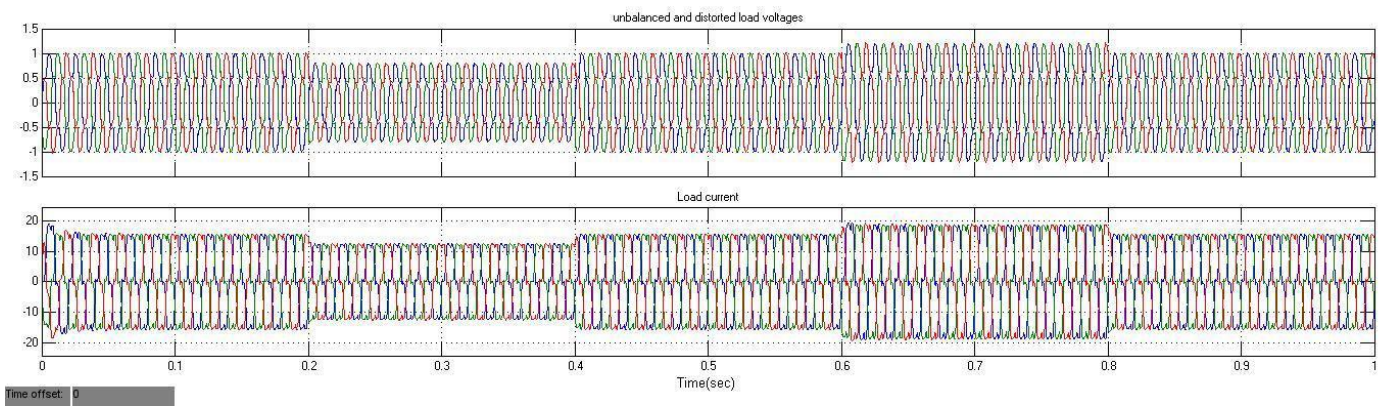 unbalanced and distorted load voltages
1.5
1
0.5
0
-0.5
-1
-1.5
Load current
20
10
0
-10
-20
0 0.1 0.2 0.3 0.4 0.5 0.6 0.7 0.8 0.9 1
Time(sec)
Time offset: 0